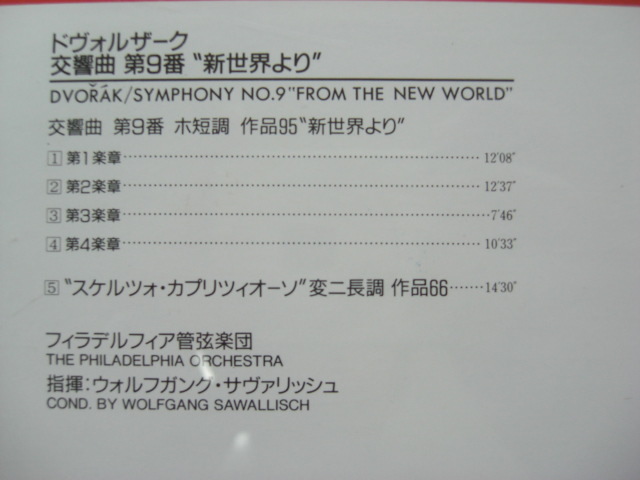 ドヴォルザーク
交響曲 第9番 “新世界より”
DVOŘÁK/SYMPHONY NO.9 "FROM THE NEW WORLD"
交響曲 第9番 ホ短調 作品95“新世界より”
1 第1楽章 12'08"
2 第2楽章 12'37"
3 第3楽章 7'46"
4 第4楽章 10'33"
5 “スケルツォ・カプリツィオーソ”変ニ長調 作品66 14'30"
フィラデルフィア管弦楽団
THE PHILADELPHIA ORCHESTRA
指揮:ウォルフガンク・サヴァリッシュ
COND. BY WOLFGANG SAWALLISCH